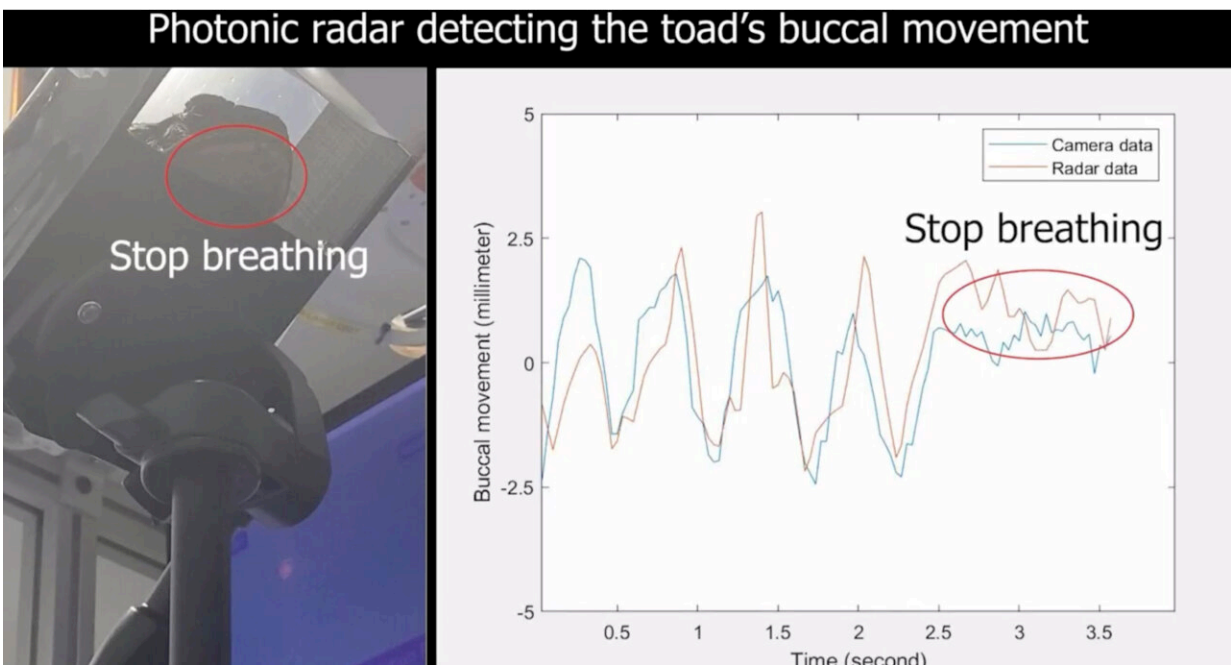 Photonic radar detecting the toad's buccal movement
Stop breathing
5
2.5
0
-2.5
-5
Buccal movement (millimeter)
Camera data
Radar data
Stop breathing
0.5 1 1.5 2 2.5 3 3.5
Time (second)